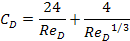 C_D = 24/Re_D + 4/Re_D^{1/3}